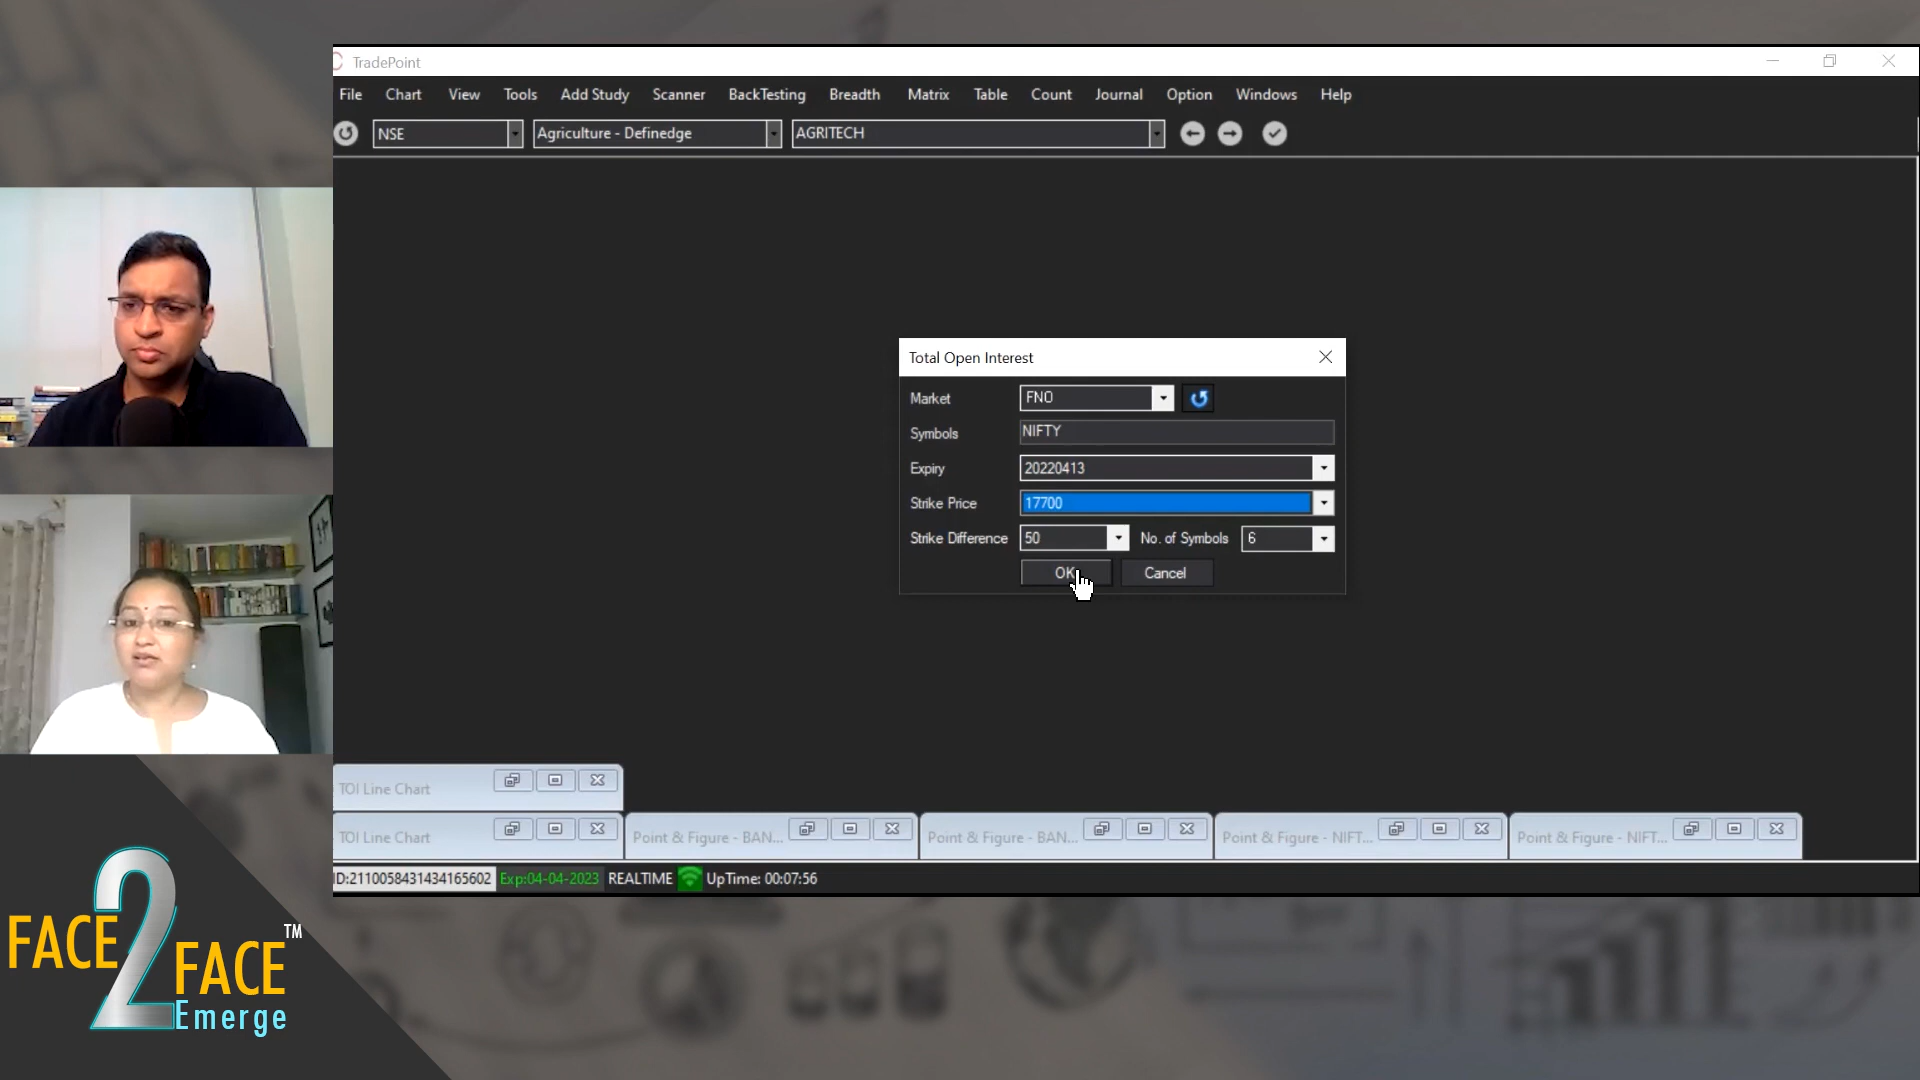 TradePoint
File Chart View Tools Add Study Scanner BackTesting Breadth Matrix Table Count Journal Option Windows Help
NSE Agriculture - Definedge AGRITECH
Total Open Interest
Market FNO
Symbols NIFTY
Expiry 20220413
Strike Price 17700
Strike Difference 50 No. of Symbols 6
OK Cancel
TOI Line Chart
TOI Line Chart Point & Figure - BAN... Point & Figure - BAN... Point & Figure - NIFT... Point & Figure - NIFT...
ID:2110058431434165602 Exp:04-04-2023 REALTIME UpTime: 00:07:56
FACE 2 FACE TM
Emerge